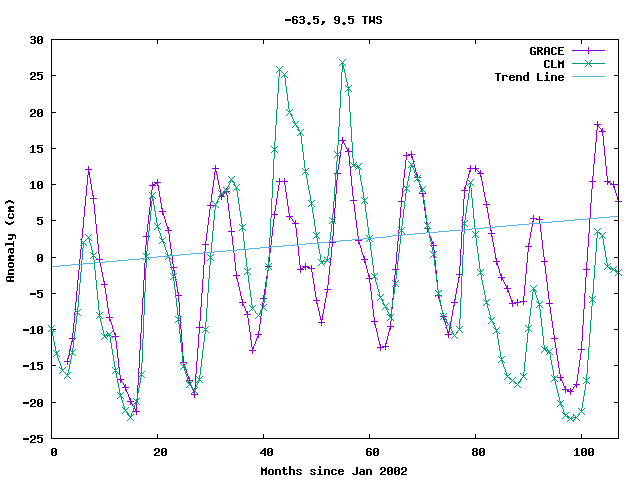 -63.5, 9.5 TWS
GRACE
CLM
Trend Line
30
25
20
15
10
5
0
-5
-10
-15
-20
-25
Anomaly (cm)
0 20 40 60 80 100
Months since Jan 2002